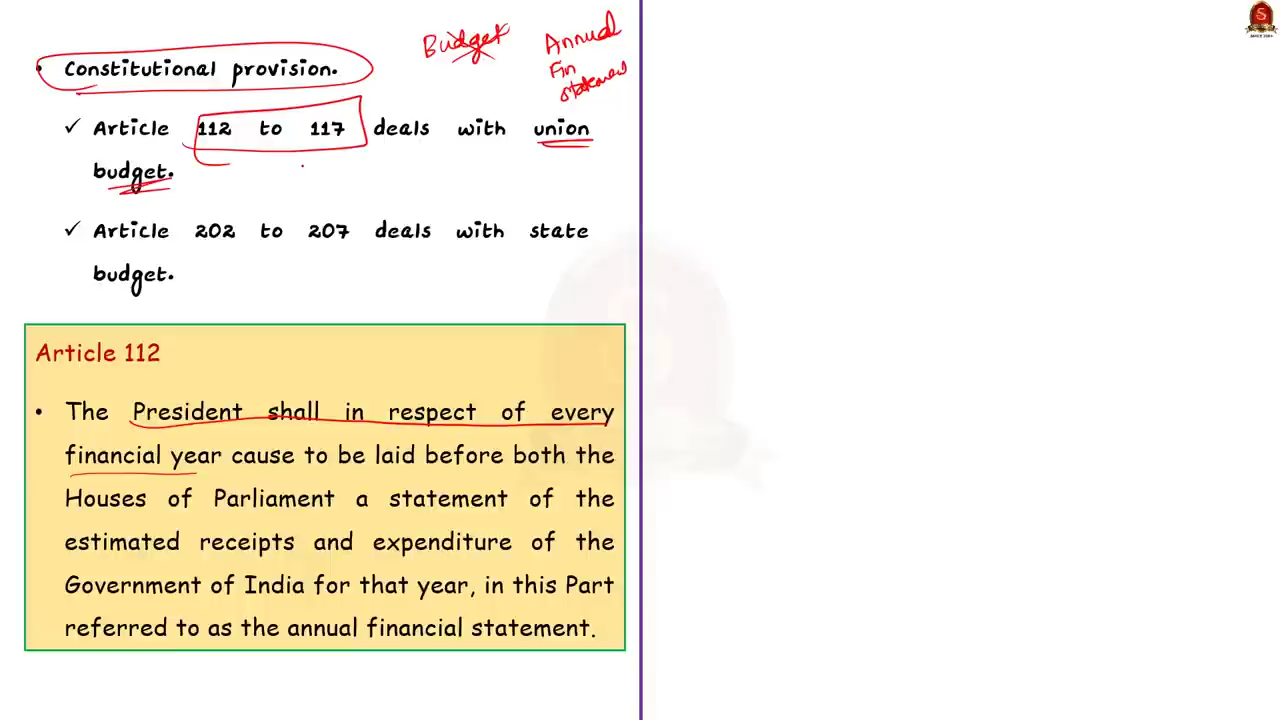 Budget
Annual
Fin
statement
• Constitutional provision.
✓ Article 112 to 117 deals with union
budget.
✓ Article 202 to 207 deals with state
budget.
Article 112
• The President shall in respect of every
financial year cause to be laid before both the
Houses of Parliament a statement of the
estimated receipts and expenditure of the
Government of India for that year, in this Part
referred to as the annual financial statement.